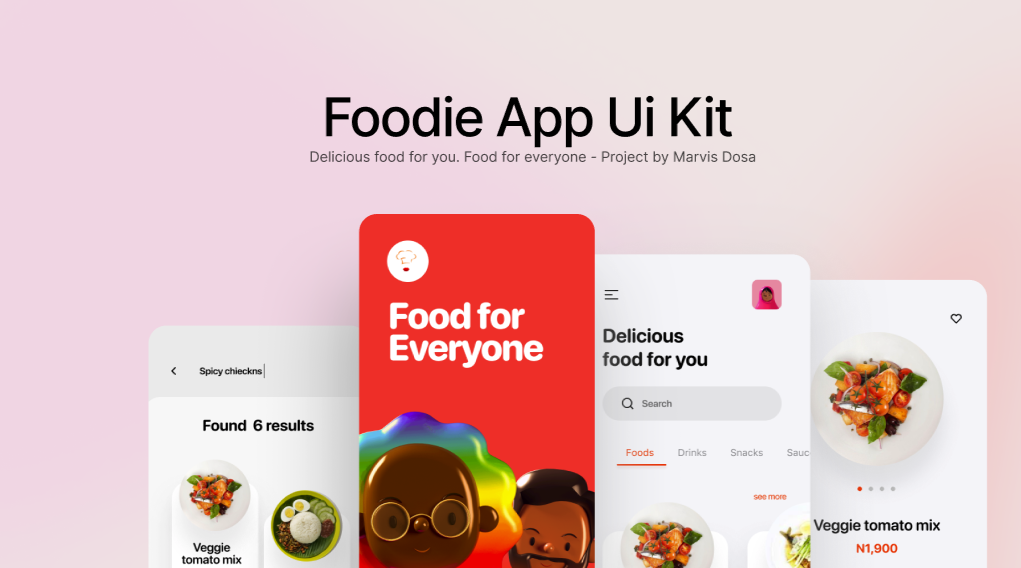 Foodie App Ui Kit
Delicious food for you. Food for everyone - Project by Marvis Dosa
Spicy chieckns
Found 6 results
Veggie
tomato mix
Food for
Everyone
Delicious
food for you
Search
Foods Drinks Snacks Sauc
see more
Veggie tomato mix
N1,900